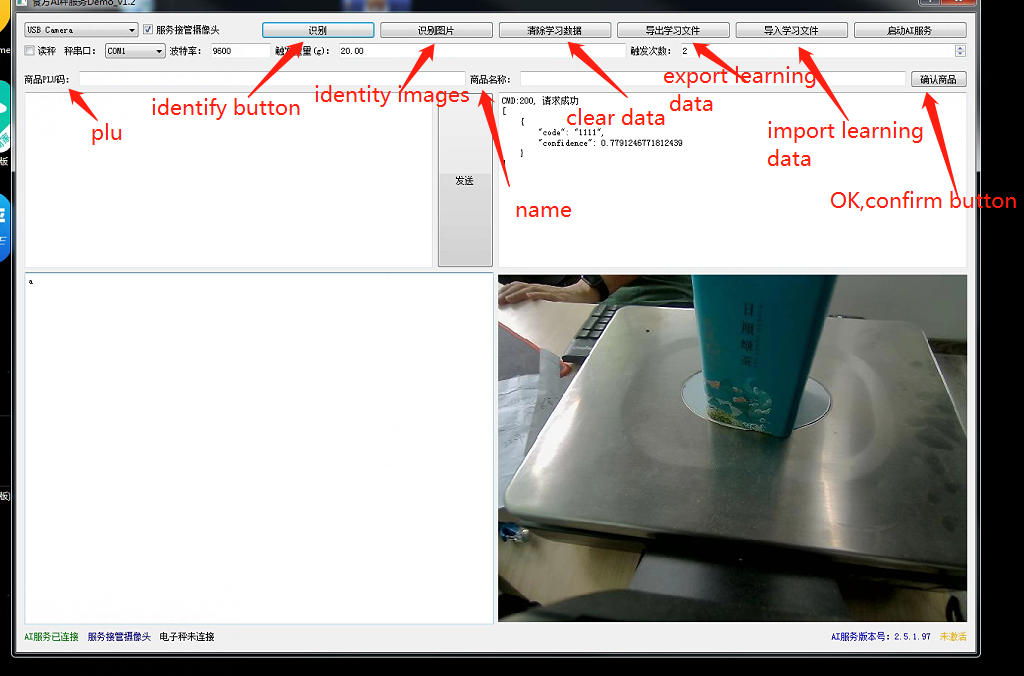 食方AI秤服务Demo_V1.2
USB Camera 服务接管摄像头 识别 识别图片 清除学习数据 导出学习文件 导入学习文件 启动AI服务
读秤 秤串口: COM1 波特率: 9600 触发 量(g): 20.00 触发次数: 2
商品PLU码: 商品名称: 确认商品
identify button
identity images
export learning
data
clear data
plu
import learning
data
name
OK,confirm button
CMD:200, 请求成功
[
{
"code": "1111",
"confidence": 0.7791246771812439
}
发送
a
日照绿茶
AI服务已连接 服务接管摄像头 电子秤未连接 AI服务版本号: 2.5.1.97 未激活